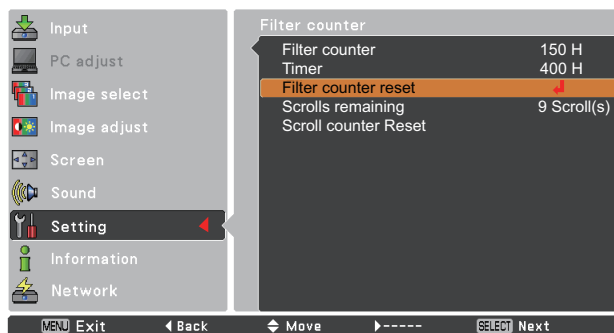 Input
PC adjust
Image select
Image adjust
Screen
Sound
Setting
Information
Network
Filter counter
Filter counter 150 H
Timer 400 H
Filter counter reset
Scrolls remaining 9 Scroll(s)
Scroll counter Reset
MENU Exit Back Move ----- SELECT Next